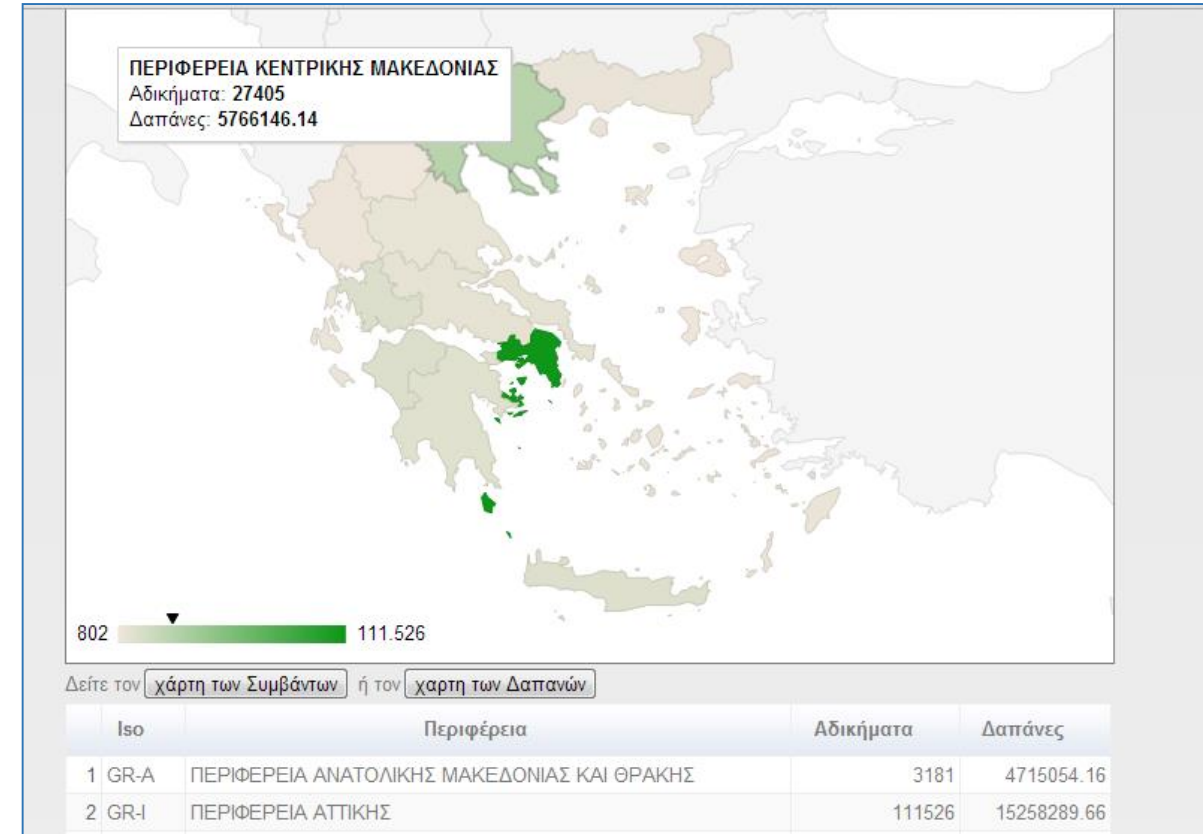 ΠΕΡΙΦΕΡΕΙΑ ΚΕΝΤΡΙΚΗΣ ΜΑΚΕΔΟΝΙΑΣ
Αδικήματα: 27405
Δαπάνες: 5766146.14
802 111.526
Δείτε τον χάρτη των Συμβάντων ή τον χαρτη των Δαπανών
Iso Περιφέρεια Αδικήματα Δαπάνες
1 GR-A ΠΕΡΙΦΕΡΕΙΑ ΑΝΑΤΟΛΙΚΗΣ ΜΑΚΕΔΟΝΙΑΣ ΚΑΙ ΘΡΑΚΗΣ 3181 4715054.16
2 GR-I ΠΕΡΙΦΕΡΕΙΑ ΑΤΤΙΚΗΣ 111526 15258289.66